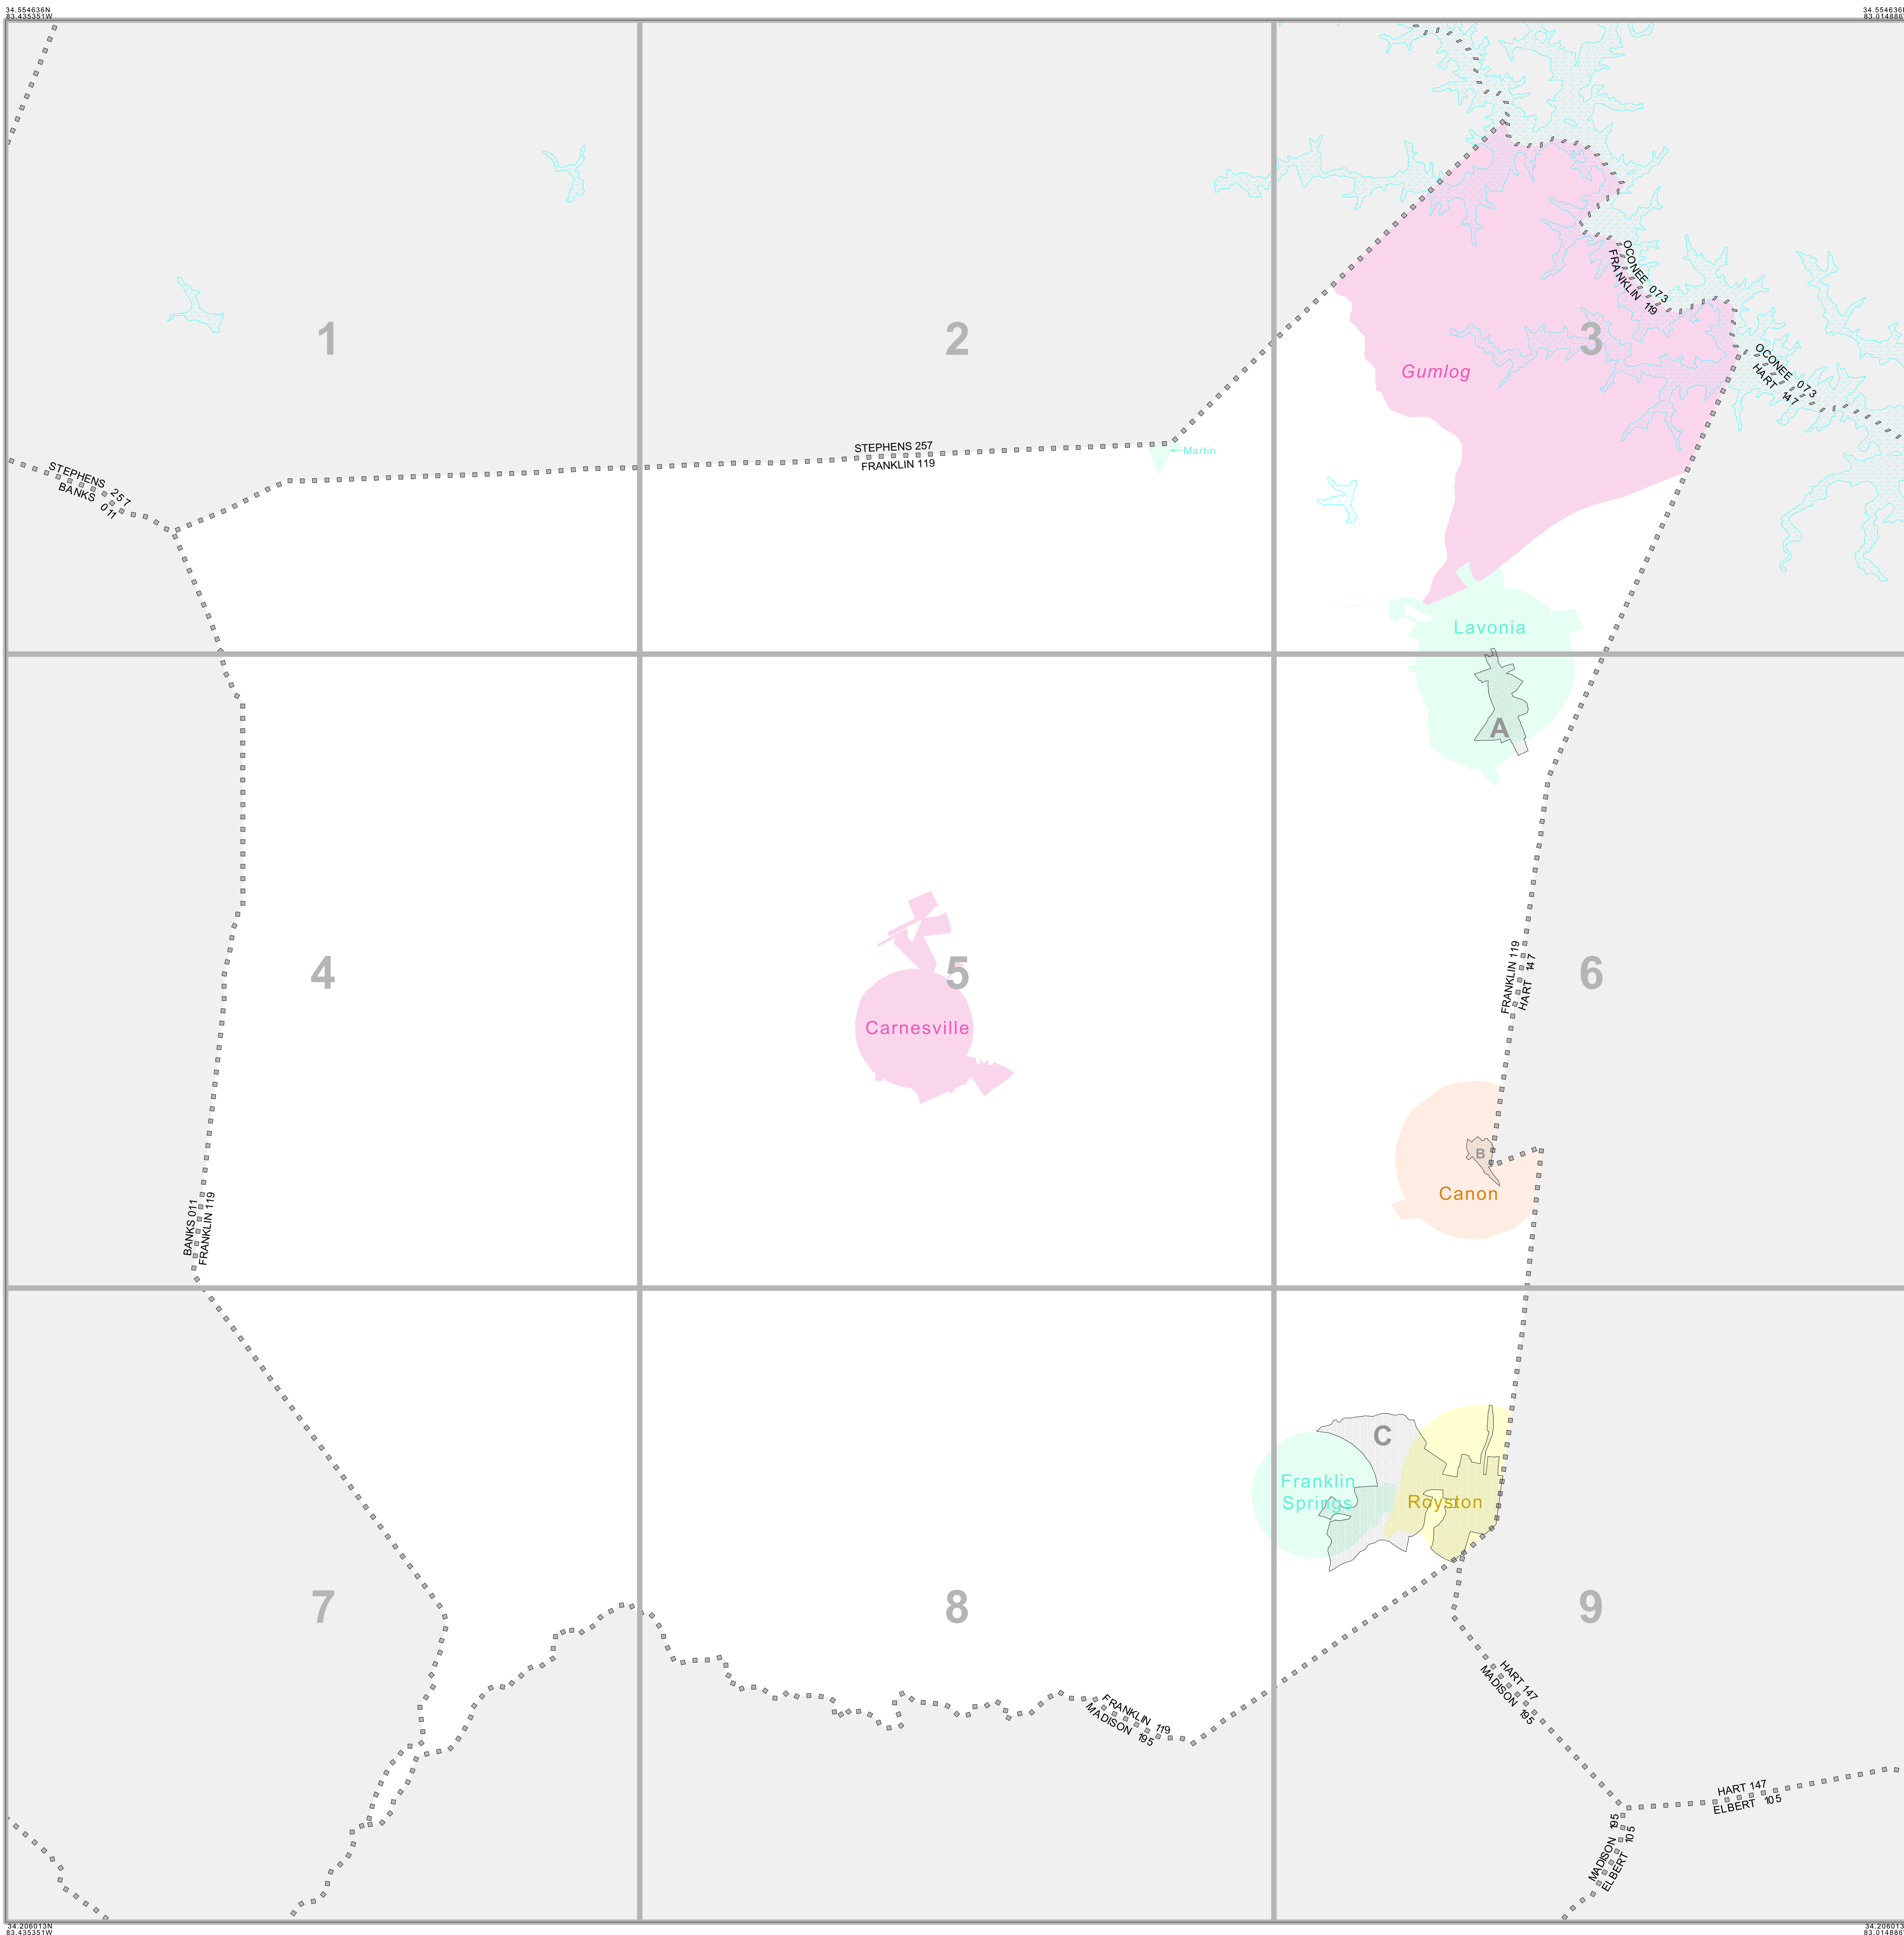 34.554636N
83.435351W
34.554636
83.014886
OCONEE 073
FRANKLIN 119
1
2
3
OCONEE 073
HART 147
Gumlog
STEPHENS 257
FRANKLIN 119
Martin
STEPHENS 257
BANKS 011
Lavonia
A
4
5
6
FRANKLIN 119
HART 147
Carnesville
B
Canon
BANKS 011
FRANKLIN 119
C
Franklin
Springs
Royston
7
8
9
HART 147
MADISON 195
FRANKLIN 119
MADISON 195
HART 147
ELBERT 105
MADISON 195
ELBERT 105
34.206013N
83.435351W
34.206013
83.014886